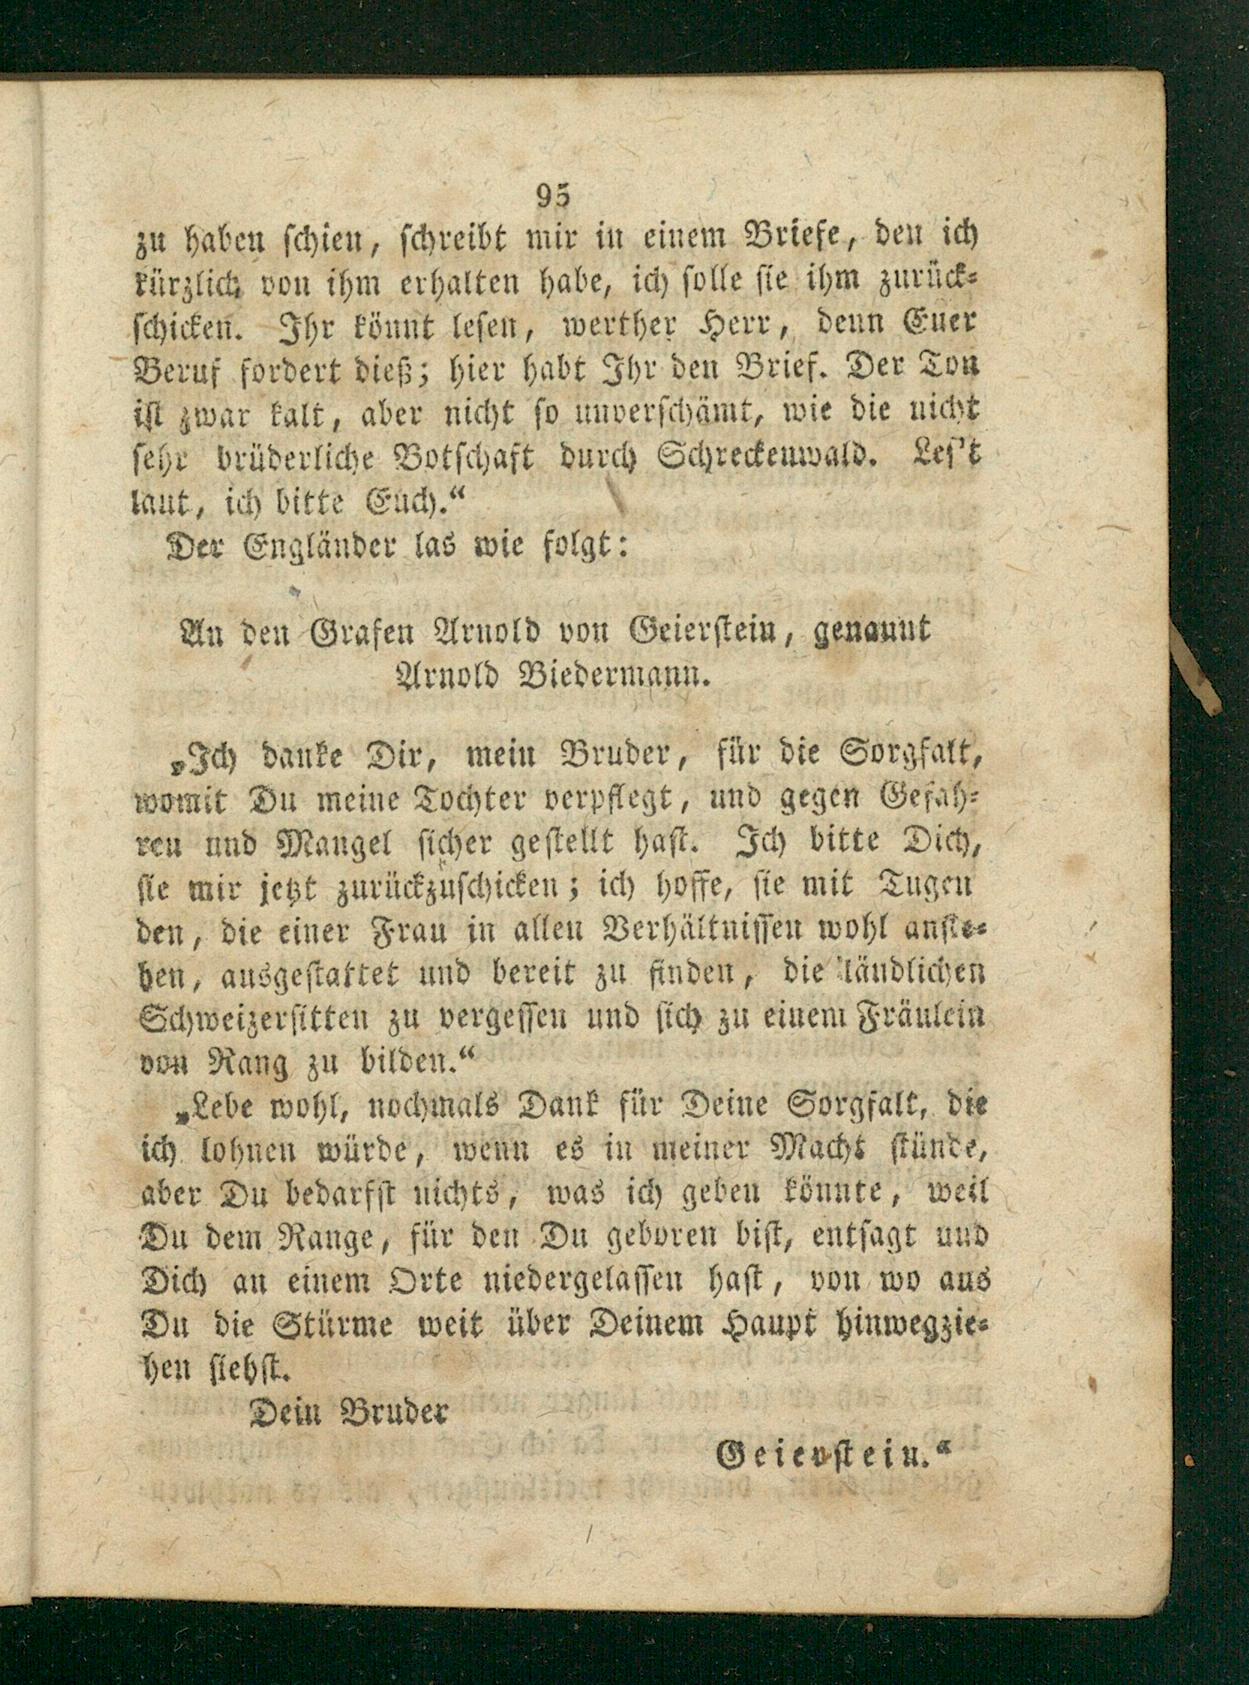 95
zu haben schien, schreibt mir in einem Briefe, den ich
kürzlich von ihm erhalten habe, ich solle sie ihm zurück-
schicken. Ihr könnt lesen, werther Herr, denn Euer
Beruf fordert dieß; hier habt Ihr den Brief. Der Ton
ist zwar kalt, aber nicht so unverschämt, wie die nicht
sehr brüderliche Botschaft durch Schreckenwald. Les't
laut, ich bitte Euch.“
Der Engländer las wie folgt:
An den Grafen Arnold von Geierstein, genannt
Arnold Biedermann.
„Ich danke Dir, mein Bruder, für die Sorgfalt,
womit Du meine Tochter verpflegt, und gegen Gefah-
ren und Mangel sicher gestellt hast. Ich bitte Dich,
sie mir jetzt zurückzuschicken; ich hoffe, sie mit Tugen
den, die einer Frau in allen Verhältnissen wohl anste-
hen, ausgestattet und bereit zu finden, die ländlichen
Schweizersitten zu vergessen und sich zu einem Fräulein
von Rang zu bilden.“
„Lebe wohl, nochmals Dank für Deine Sorgfalt, die
ich lohnen würde, wenn es in meiner Macht stünde,
aber Du bedarfst nichts, was ich geben könnte, weil
Du dem Range, für den Du geboren bist, entsagt und
Dich an einem Orte niedergelassen hast, von wo aus
Du die Stürme weit über Deinem Haupt hinwegzie-
hen siehst.
Dein Bruder
Geierstein.“